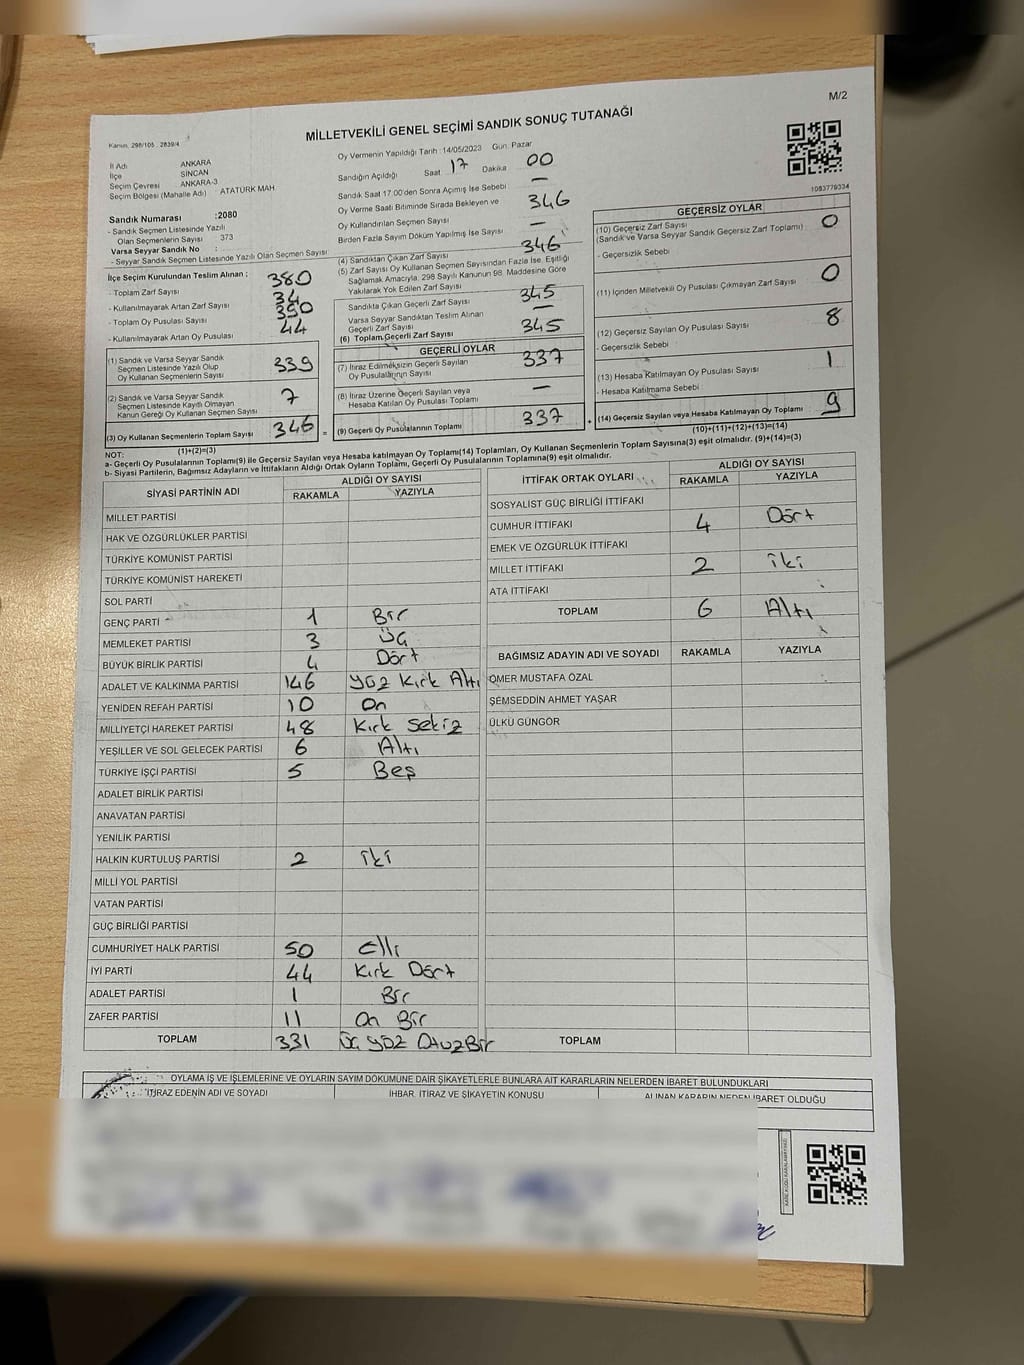 M/2
Kanun, 298/105 . 2839/4
MİLLETVEKİLİ GENEL SEÇİMİ SANDIK SONUÇ TUTANAĞI
İl Adı ANKARA
İlçe SİNCAN
Seçim Çevresi ANKARA-3
Seçim Bölgesi (Mahalle Adı) ATATÜRK MAH.
Sandık Numarası :2080
- Sandık Seçmen Listesinde Yazılı
Olan Seçmenlerin Sayısı 373
Varsa Seyyar Sandık No :
- Seyyar Sandık Seçmen Listesinde Yazılı Olan Seçmen Sayısı
İlçe Seçim Kurulundan Teslim Alınan ;
- Toplam Zarf Sayısı 380
- Kullanılmayarak Artan Zarf Sayısı 34
- Toplam Oy Pusulası Sayısı 390
- Kullanılmayarak Artan Oy Pusulası 44
(1) Sandık ve Varsa Seyyar Sandık
Seçmen Listesinde Yazılı Olup
Oy Kullanan Seçmenlerin Sayısı 339
(2) Sandık ve Varsa Seyyar Sandık
Seçmen Listesinde Kayıtlı Olmayan
Kanun Gereği Oy Kullanan Seçmen Sayısı 7
(3) Oy Kullanan Seçmenlerin Toplam Sayısı 346 =
(1)+(2)=(3)
Oy Vermenin Yapıldığı Tarih : 14/05/2023 Gün: Pazar
Sandığın Açıldığı Saat 17 Dakika 00
Sandık Saat 17.00'den Sonra Açımış İse Sebebi —
Oy Verme Saati Bitiminde Sırada Bekleyen ve
Oy Kullandırılan Seçmen Sayısı 346
Birden Fazla Sayım Döküm Yapılmış İse Sayısı —
(4) Sandıktan Çıkan Zarf Sayısı 346
(5) Zarf Sayısı Oy Kullanan Seçmen Sayısından Fazla İse, Eşitliği
Sağlamak Amacıyla, 298 Sayılı Kanunun 98. Maddesine Göre
Yakılarak Yok Edilen Zarf Sayısı
Sandıkta Çıkan Geçerli Zarf Sayısı 345
Varsa Seyyar Sandıktan Teslim Alınan
Geçerli Zarf Sayısı —
(6) Toplam Geçerli Zarf Sayısı 345
GEÇERLİ OYLAR
(7) İtiraz Edilmeksizin Geçerli Sayılan
Oy Pusulalarının Sayısı 337
(8) İtiraz Üzerine Geçerli Sayılan veya
Hesaba Katılan Oy Pusulası Toplamı —
(9) Geçerli Oy Pusulalarının Toplamı 337 +
1083779334
GEÇERSİZ OYLAR
(10) Geçersiz Zarf Sayısı 0
(Sandık ve Varsa Seyyar Sandık Geçersiz Zarf Toplamı)
- Geçersizlik Sebebi
(11) İçinden Milletvekili Oy Pusulası Çıkmayan Zarf Sayısı 0
(12) Geçersiz Sayılan Oy Pusulası Sayısı 8
- Geçersizlik Sebebi
(13) Hesaba Katılmayan Oy Pusulası Sayısı 1
- Hesaba Katılmama Sebebi
(14) Geçersiz Sayılan veya Hesaba Katılmayan Oy Toplamı 9
(10)+(11)+(12)+(13)=(14)
NOT:
a- Geçerli Oy Pusulalarının Toplamı(9) ile Geçersiz Sayılan veya Hesaba katılmayan Oy Toplamı(14) Toplamları, Oy Kullanan Seçmenlerin Toplam Sayısına(3) eşit olmalıdır. (9)+(14)=(3)
b- Siyasi Partilerin, Bağımsız Adayların ve İttifakların Aldığı Ortak Oyların Toplamı, Geçerli Oy Pusulalarının Toplamına(9) eşit olmalıdır.
SİYASİ PARTİNİN ADI ALDIĞI OY SAYISI
RAKAMLA YAZIYLA
MİLLET PARTİSİ
HAK VE ÖZGÜRLÜKLER PARTİSİ
TÜRKİYE KOMÜNİST PARTİSİ
TÜRKİYE KOMÜNİST HAREKETİ
SOL PARTİ
GENÇ PARTİ 1 Bir
MEMLEKET PARTİSİ 3 Üç
BÜYÜK BİRLİK PARTİSİ 4 Dört
ADALET VE KALKINMA PARTİSİ 146 Yüz Kırk Altı
YENİDEN REFAH PARTİSİ 10 On
MİLLİYETÇİ HAREKET PARTİSİ 48 Kırk Sekiz
YEŞİLLER VE SOL GELECEK PARTİSİ 6 Altı
TÜRKİYE İŞÇİ PARTİSİ 5 Beş
ADALET BİRLİK PARTİSİ
ANAVATAN PARTİSİ
YENİLİK PARTİSİ
HALKIN KURTULUŞ PARTİSİ 2 iki
MİLLİ YOL PARTİSİ
VATAN PARTİSİ
GÜÇ BİRLİĞİ PARTİSİ
CUMHURİYET HALK PARTİSİ 50 Elli
İYİ PARTİ 44 Kırk Dört
ADALET PARTİSİ 1 Bir
ZAFER PARTİSİ 11 On Bir
TOPLAM 331 Üç Yüz OtuzBir
İTTİFAK ORTAK OYLARI ALDIĞI OY SAYISI
RAKAMLA YAZIYLA
SOSYALİST GÜÇ BİRLİĞİ İTTİFAKI
CUMHUR İTTİFAKI 4 Dört
EMEK VE ÖZGÜRLÜK İTTİFAKI
MİLLET İTTİFAKI 2 iki
ATA İTTİFAKI
TOPLAM 6 Altı
BAĞIMSIZ ADAYIN ADI VE SOYADI RAKAMLA YAZIYLA
ÖMER MUSTAFA ÖZAL
ŞEMSEDDİN AHMET YAŞAR
ÜLKÜ GÜNGÖR
TOPLAM
OYLAMA İŞ VE İŞLEMLERİNE VE OYLARIN SAYIM DÖKÜMÜNE DAİR ŞİKAYETLERLE BUNLARA AİT KARARLARIN NELERDEN İBARET BULUNDUKLARI
İTİRAZ EDENİN ADI VE SOYADI İHBAR, İTİRAZ VE ŞİKAYETİN KONUSU ALINAN KARARIN NEDEN İBARET OLDUĞU